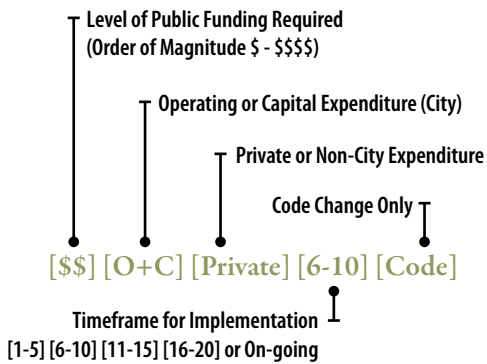 Level of Public Funding Required
(Order of Magnitude $ - $$$$)
Operating or Capital Expenditure (City)
Private or Non-City Expenditure
Code Change Only
[$$] [O+C] [Private] [6-10] [Code]
Timeframe for Implementation
[1-5] [6-10] [11-15] [16-20] or On-going